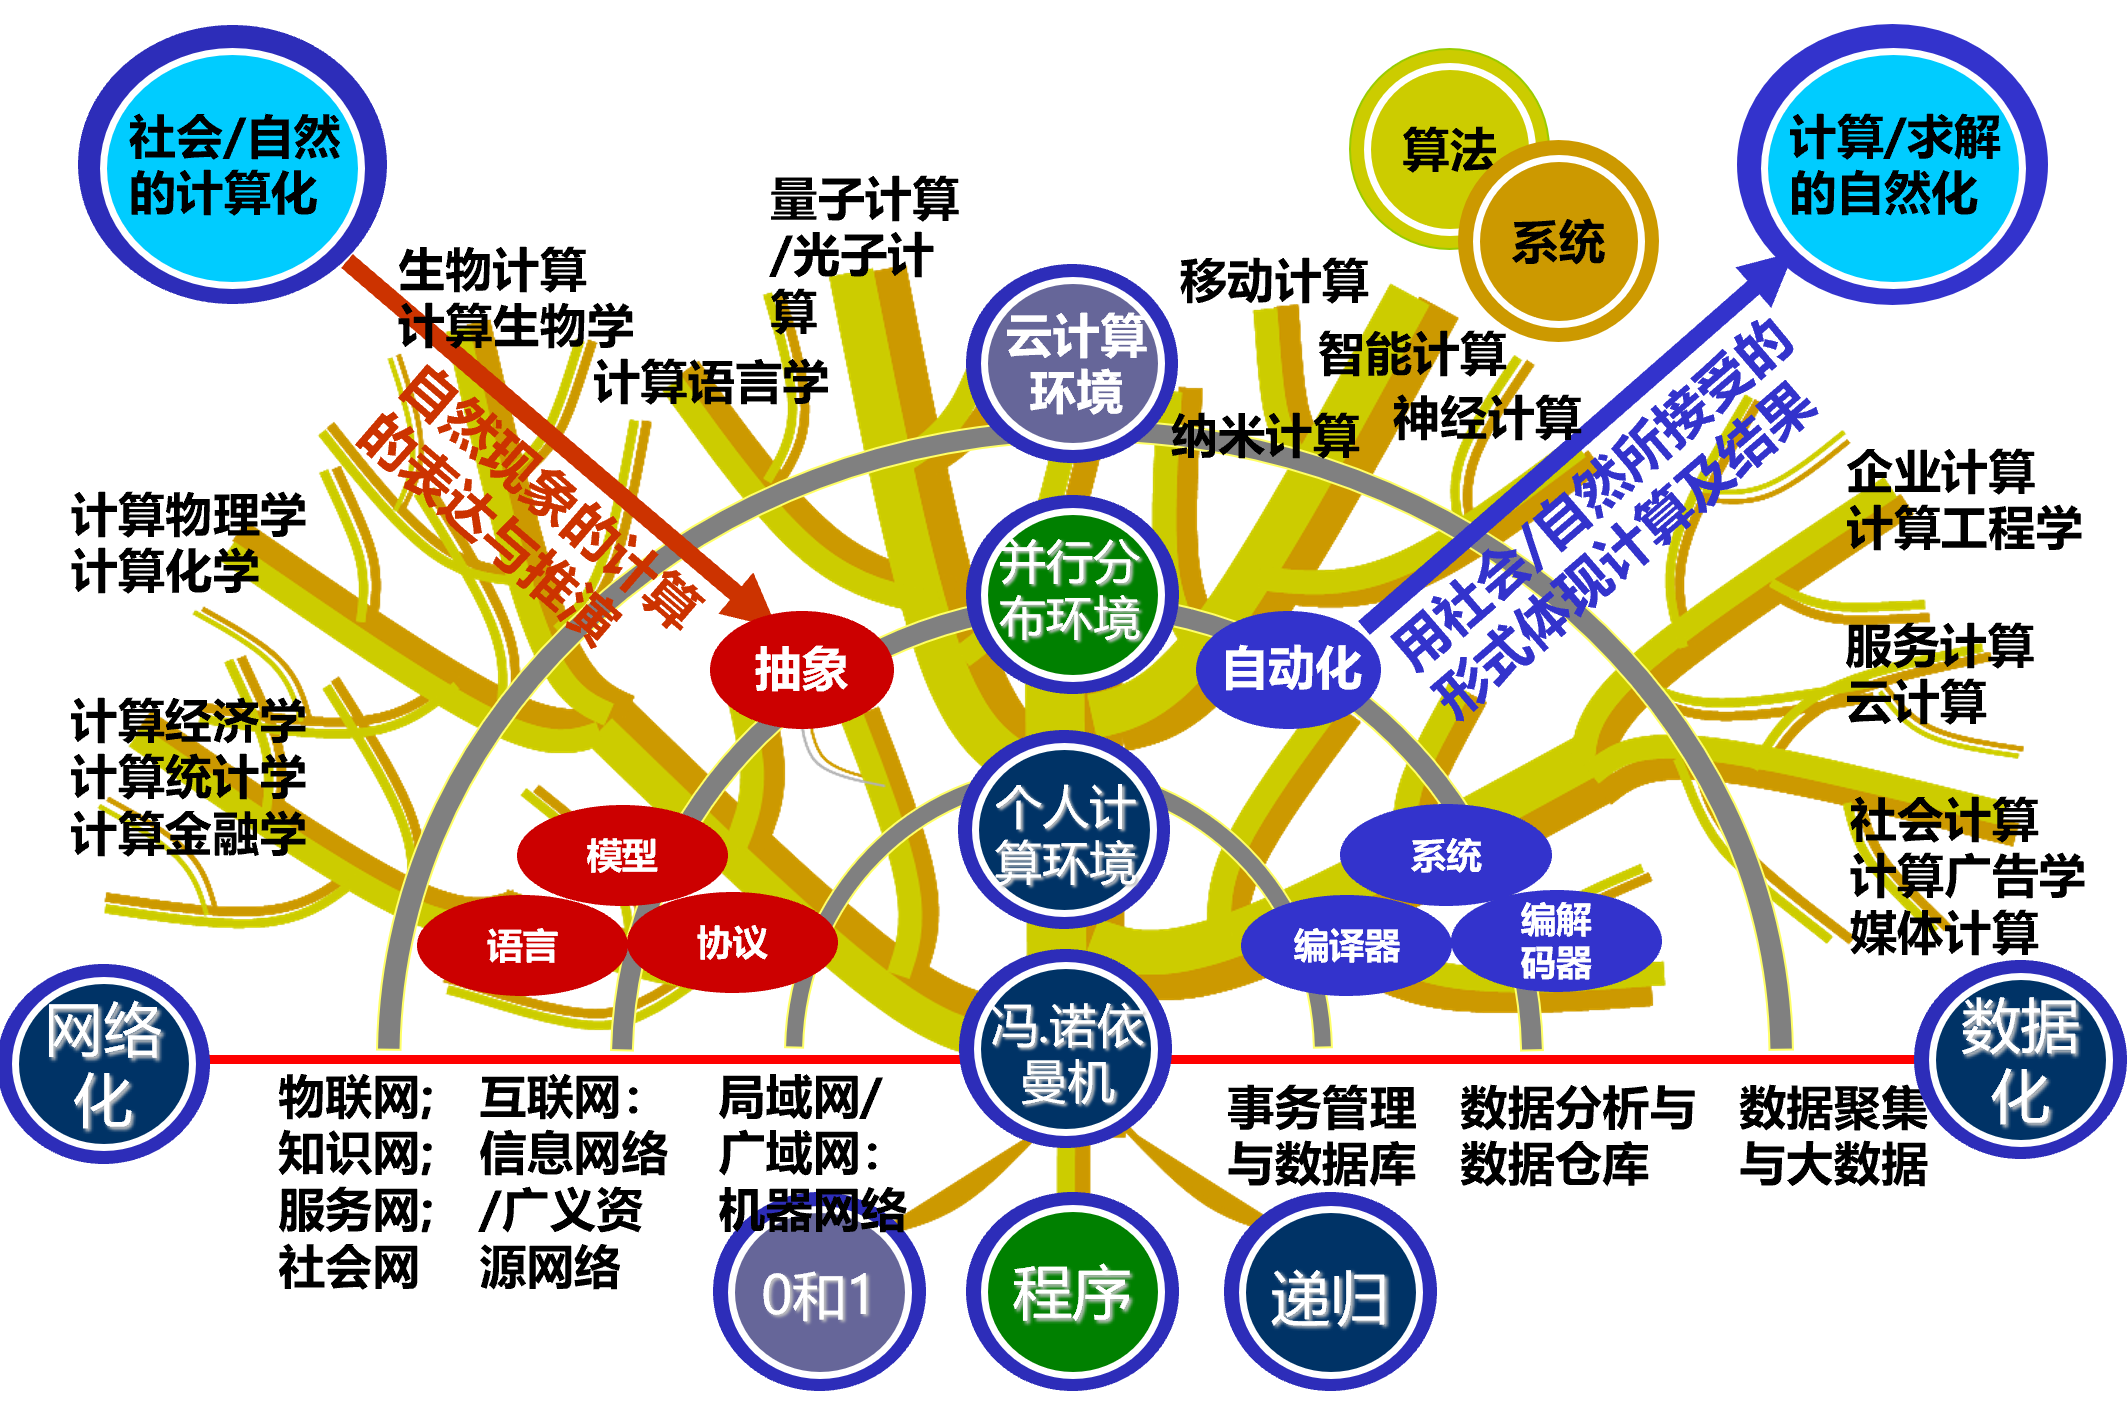 社会/自然
的计算化
算法
系统
计算/求解
的自然化
生物计算
计算生物学
量子计算
/光子计
算
计算语言学
云计算
环境
移动计算
智能计算
纳米计算
神经计算
自然现象的计算
的表达与推演
用社会/自然所接受的
形式体现计算及结果
计算物理学
计算化学
企业计算
计算工程学
并行分
布环境
抽象
自动化
服务计算
云计算
计算经济学
计算统计学
计算金融学
个人计
算环境
模型
语言
协议
系统
编译器
编解
码器
社会计算
计算广告学
媒体计算
网络
化
冯.诺依
曼机
数据
化
物联网;
知识网;
服务网;
社会网
互联网:
信息网络
/广义资
源网络
局域网/
广域网:
机器网络
事务管理
与数据库
数据分析与
数据仓库
数据聚集
与大数据
0和1
程序
递归